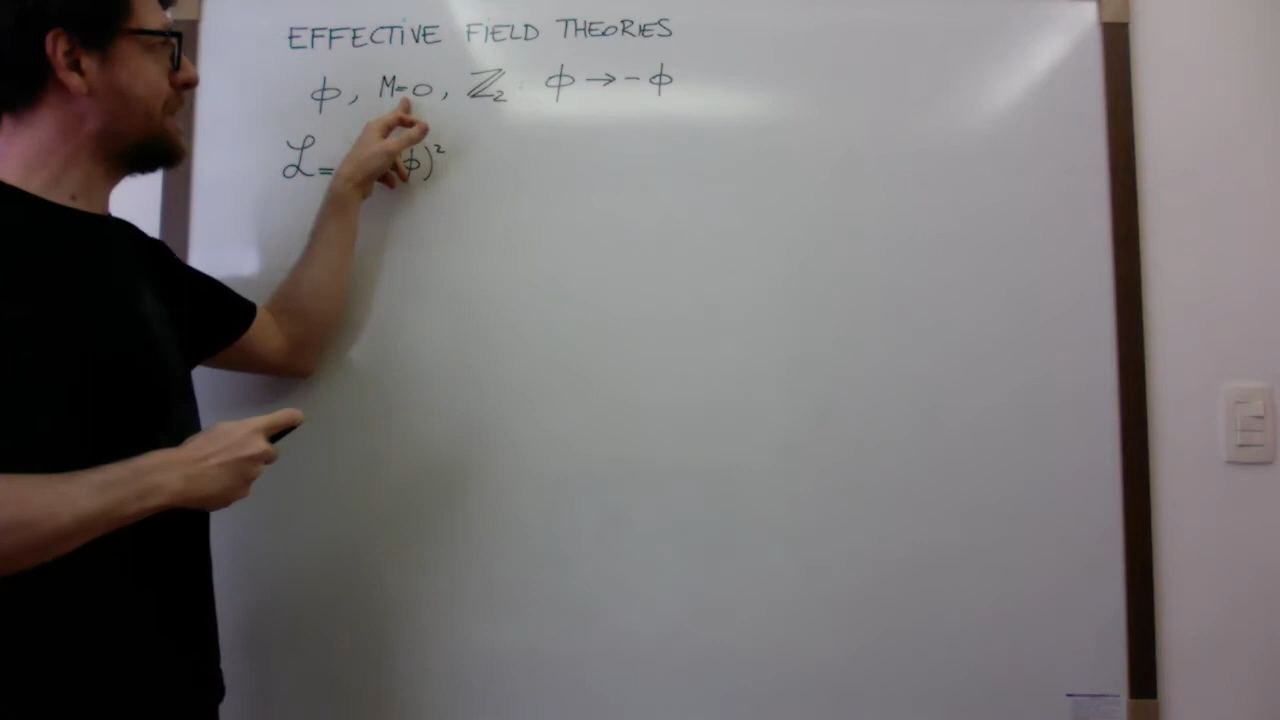 EFFECTIVE FIELD THEORIES
ϕ, M=0, ℤ₂ ϕ → -ϕ
ℒ = ϕ)²